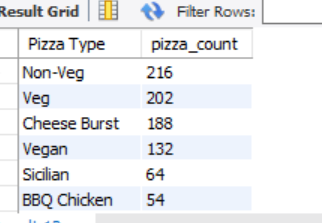 Result Grid Filter Rows:
Pizza Type pizza_count
Non-Veg 216
Veg 202
Cheese Burst 188
Vegan 132
Sicilian 64
BBQ Chicken 54